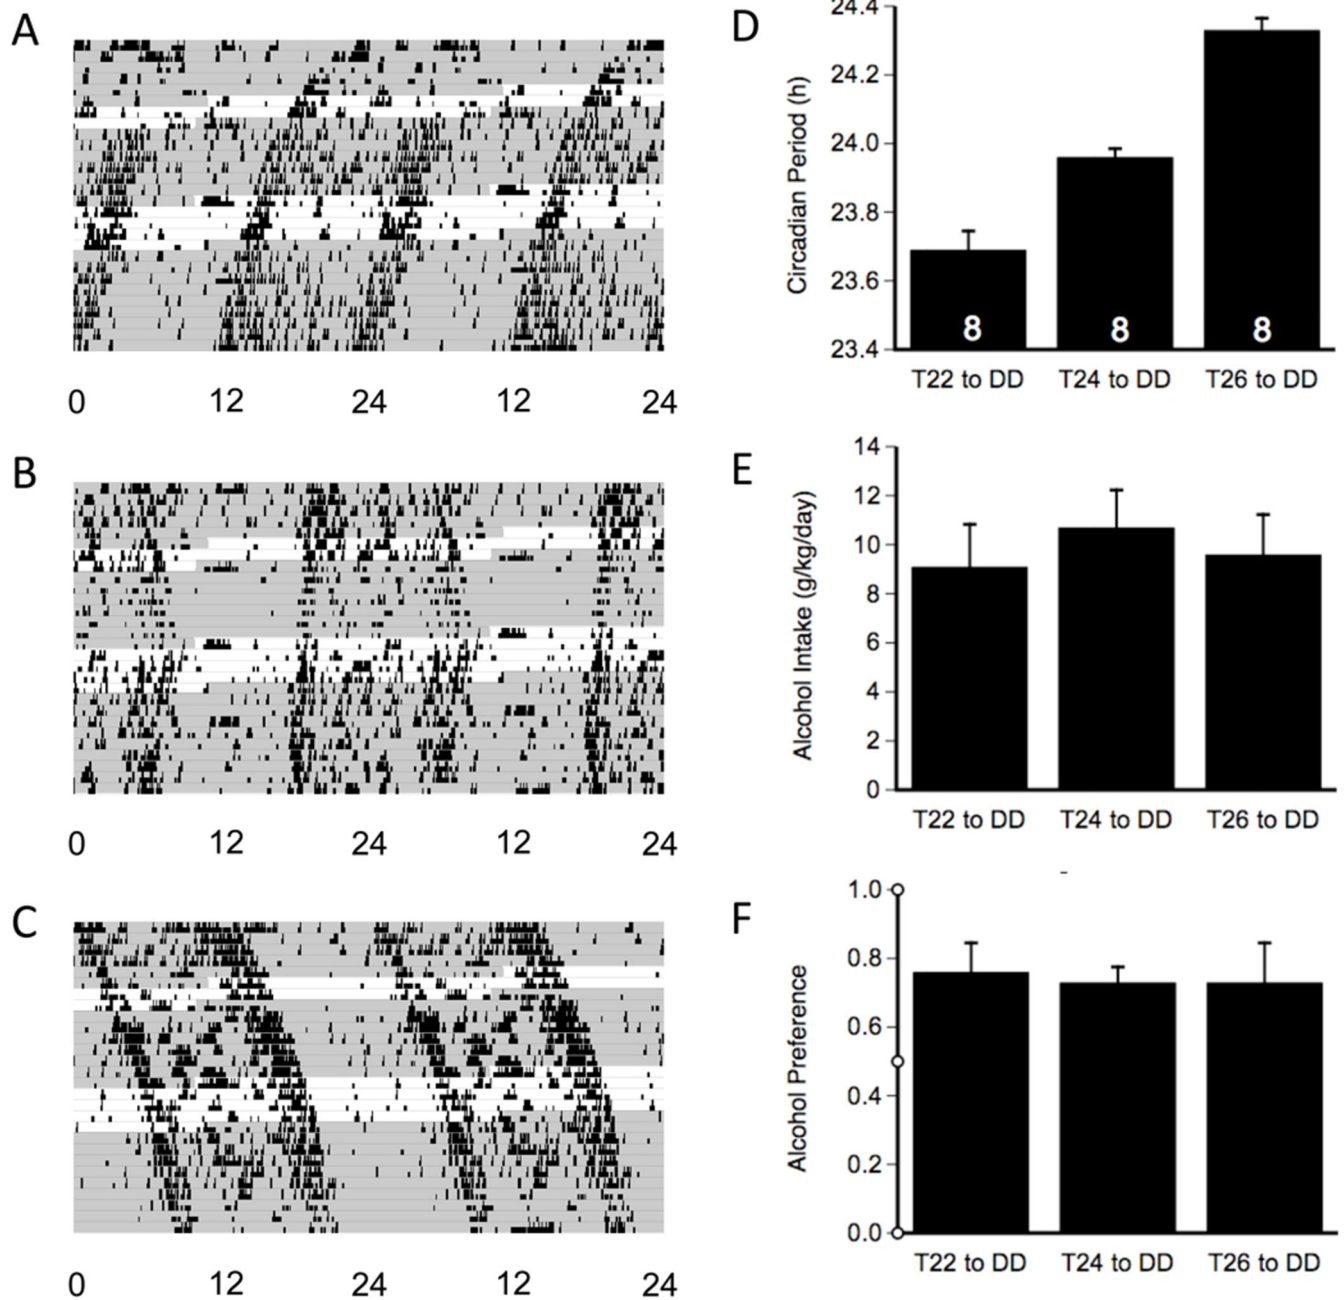 A
0 12 24 12 24
B
0 12 24 12 24
C
0 12 24 12 24
D
Circadian Period (h)
24.4
24.2
24.0
23.8
23.6
23.4
8 8 8
T22 to DD T24 to DD T26 to DD
E
Alcohol Intake (g/kg/day)
14
12
10
8
6
4
2
0
T22 to DD T24 to DD T26 to DD
F
Alcohol Preference
1.0
0.8
0.6
0.4
0.2
0.0
T22 to DD T24 to DD T26 to DD